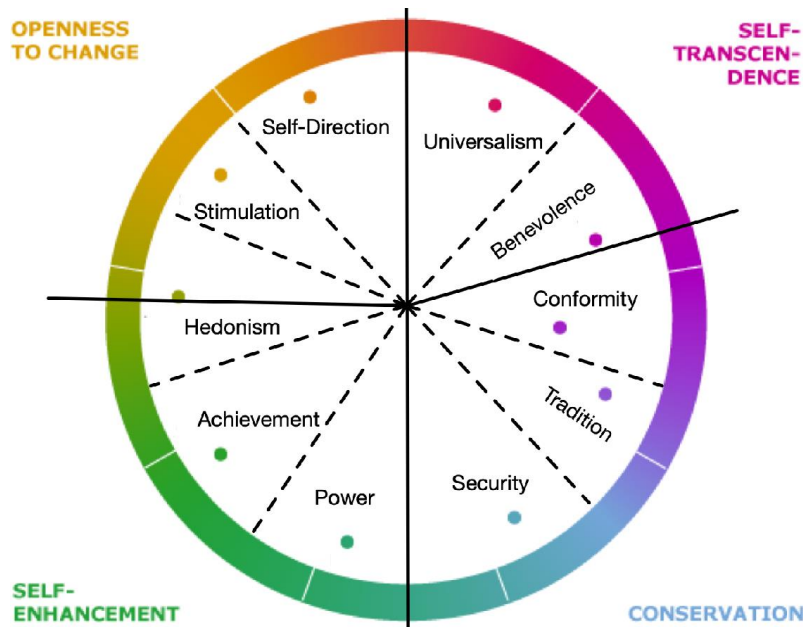 OPENNESS
TO CHANGE
SELF-
TRANSCEN-
DENCE
Self-Direction
Universalism
Stimulation
Benevolence
Hedonism
Conformity
Achievement
Tradition
Power
Security
SELF-
ENHANCEMENT
CONSERVATION